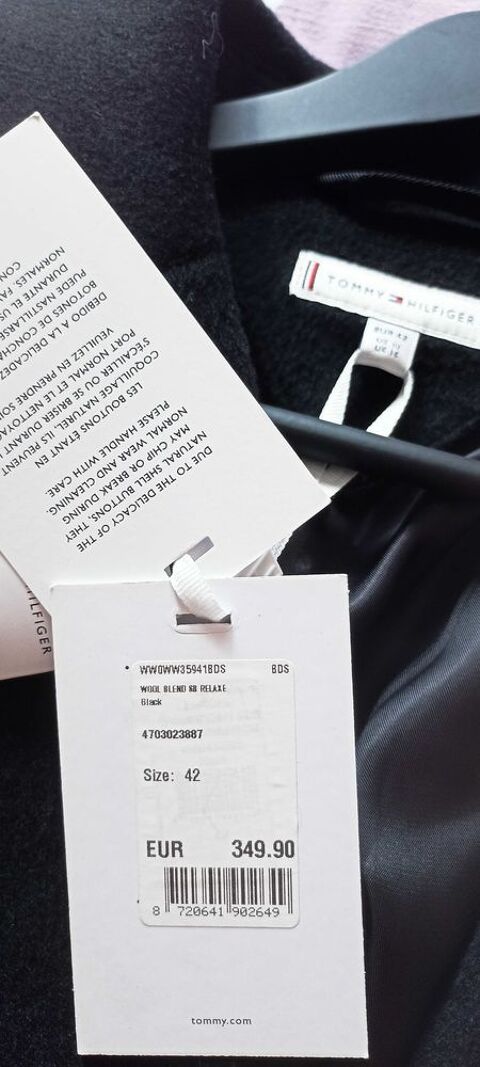 TOMMY HILFIGER
EUR 42
NORMALES. FA
DURANTE EL US
PUEDE NASTILLARSE
BOTONES DE CONCHA
DEBIDO A LA DELICADEZ
VEUILLEZ EN PRENDRE SOIN
PORT NORMAL ET LE NETTOYAG
S'ÉCAILLER OU SE BRISER DURANT
COQUILLAGE NATUREL, ILS PEUVENT
LES BOUTONS ÉTANT EN
PLEASE HANDLE WITH CARE
NORMAL WEAR AND CLEANING
MAY CHIP OR BREAK DURING
NATURAL SHELL BUTTONS, THEY
DUE TO THE DELICACY OF THE
HILFIGER
WW0WW35941BDS BDS
WOOL BLEND SB RELAXE
Black
4703023887
Size: 42
EUR 349.90
8 720641 902649
tommy.com